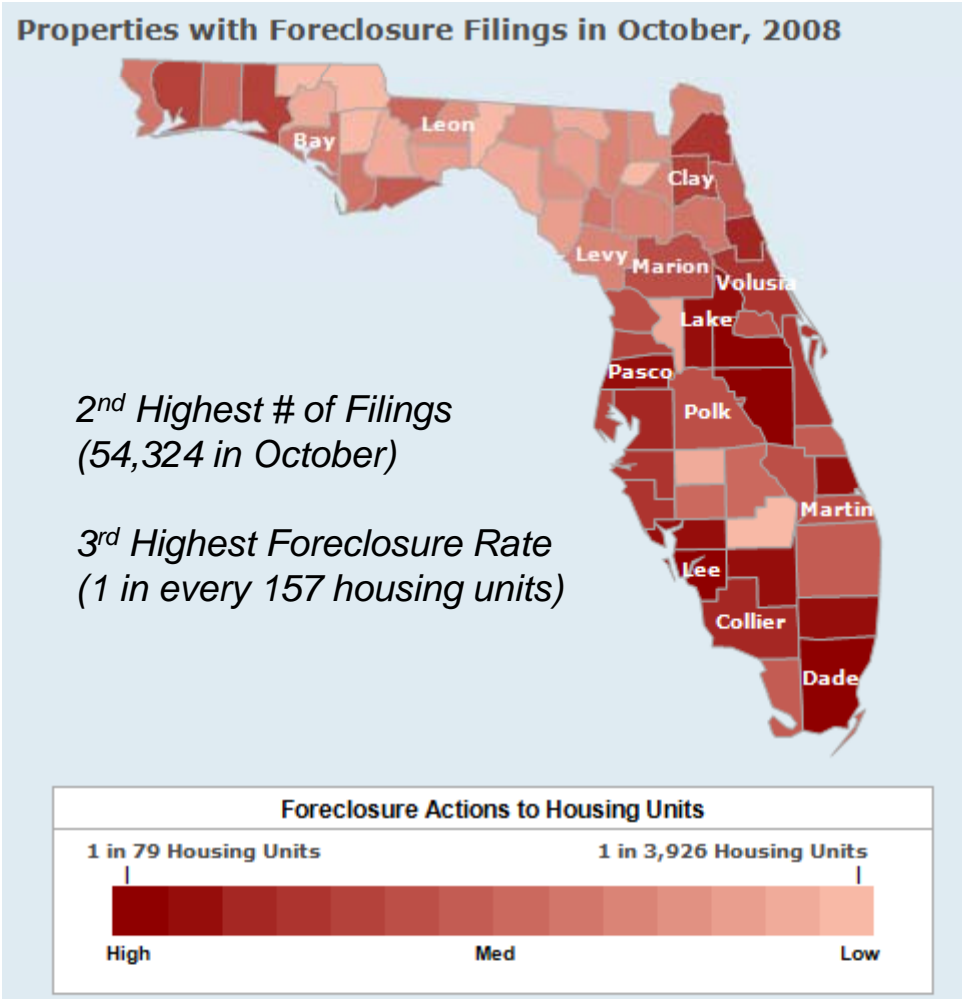 Properties with Foreclosure Filings in October, 2008
Leon
Bay
Clay
Levy
Marion
Volusia
Lake
Pasco
2nd Highest # of Filings
(54,324 in October)
Polk
3rd Highest Foreclosure Rate
(1 in every 157 housing units)
Martin
Lee
Collier
Dade
Foreclosure Actions to Housing Units
1 in 79 Housing Units 1 in 3,926 Housing Units
High Med Low